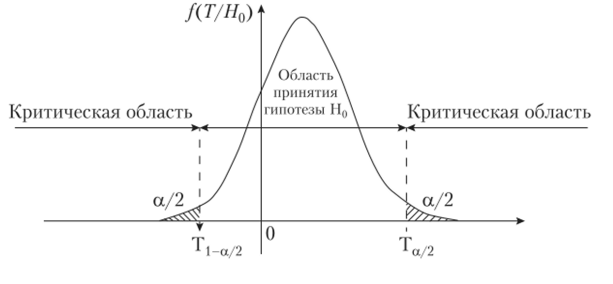 f(T/H₀)
Область
принятия
гипотезы H₀
Критическая область
Критическая область
α/2
α/2
0
T₁₋α/₂
Tα/₂